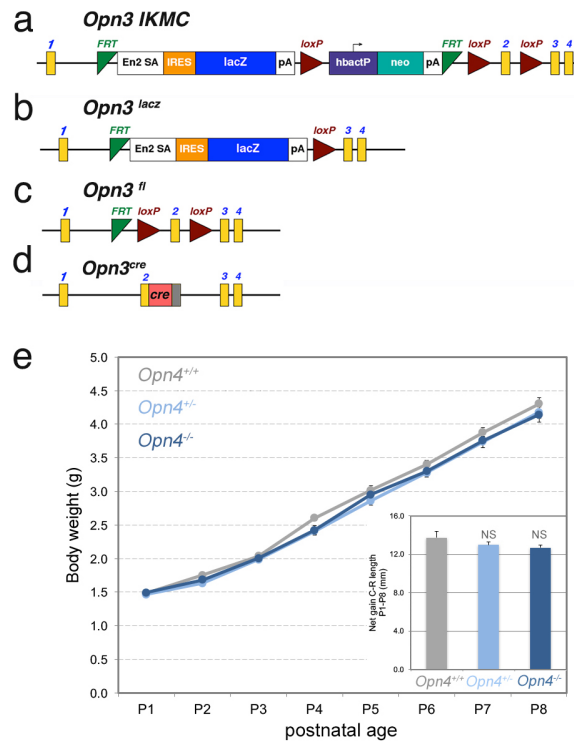 a Opn3 IKMC
1 FRT loxP FRT loxP 2 loxP 3 4
En2 SA IRES lacZ pA hbactP neo pA
b Opn3 lacz
1 FRT loxP 3 4
En2 SA IRES lacZ pA
c Opn3 fl
1 FRT loxP 2 loxP 3 4
d Opn3cre
1 2 3 4
cre
e
5.0
4.5
4.0
3.5
3.0
2.5
2.0
1.5
1.0
0.5
0.0
Body weight (g)
Opn4+/+
Opn4+/-
Opn4-/-
16.0
12.0
8.0
4.0
0.0
Net gain C-R length
P1-P8 (mm)
NS NS
Opn4+/+ Opn4+/- Opn4-/-
P1 P2 P3 P4 P5 P6 P7 P8
postnatal age